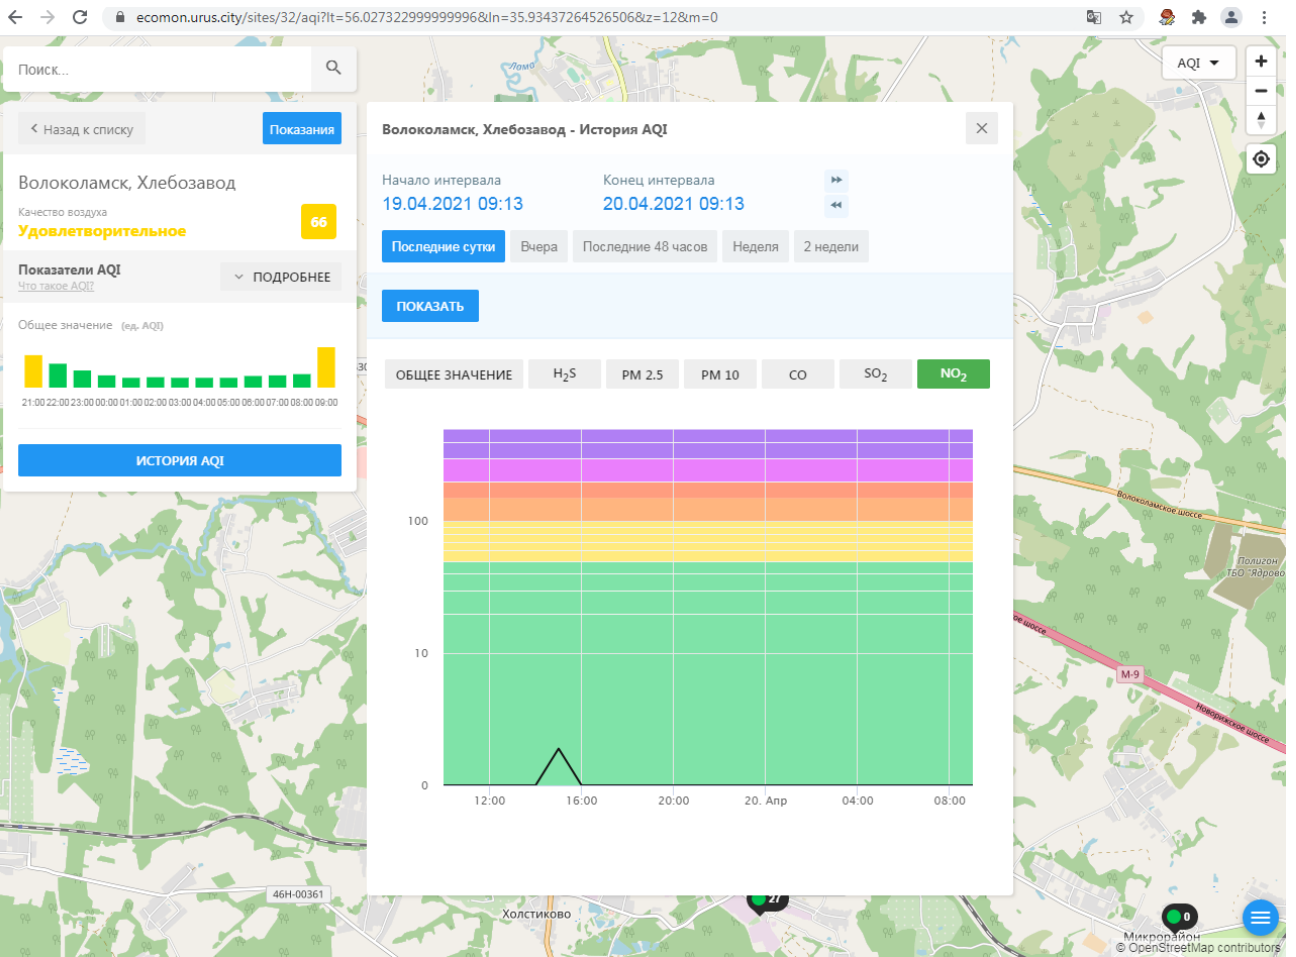 ecomon.urus.city/sites/32/aqi?lt=56.027322999999996&ln=35.93437264526506&z=12&m=0
Поиск...
AQI
Назад к списку
Показания
Волоколамск, Хлебозавод
Качество воздуха
Удовлетворительное
66
Показатели AQI
Что такое AQI?
ПОДРОБНЕЕ
Общее значение (ед. AQI)
21:00 22:00 23:00 00:00 01:00 02:00 03:00 04:00 05:00 06:00 07:00 08:00 09:00
ИСТОРИЯ AQI
Волоколамск, Хлебозавод - История AQI
Начало интервала
Конец интервала
19.04.2021 09:13
20.04.2021 09:13
Последние сутки
Вчера
Последние 48 часов
Неделя
2 недели
ПОКАЗАТЬ
ОБЩЕЕ ЗНАЧЕНИЕ
H2S
PM 2.5
PM 10
CO
SO2
NO2
100
10
0
12:00
16:00
20:00
20. Апр
04:00
08:00
Лама
Волоколамское шоссе
Полигон
ТБО "Ядрово
М-9
Новорижское шоссе
46Н-00361
Холстиково
27
0
Микрорайон
© OpenStreetMap contributors